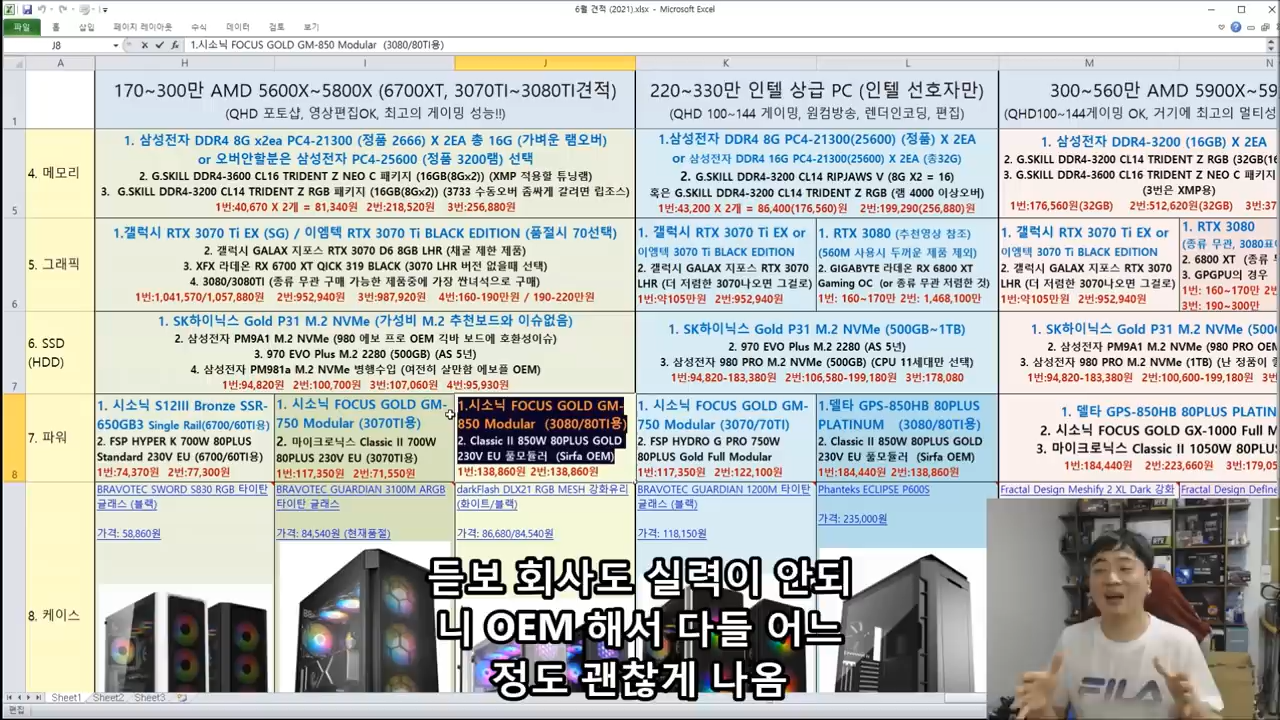 6월 견적 (2021).xlsx - Microsoft Excel
파일 홈 삽입 페이지 레이아웃 수식 데이터 검토 보기
J8 1.시소닉 FOCUS GOLD GM-850 Modular (3080/80TI용)
A H I J K L M N
1
170~300만 AMD 5600X~5800X (6700XT, 3070TI~3080TI견적)
(QHD 포토샵, 영상편집OK, 최고의 게이밍 성능!!)
220~330만 인텔 상급 PC (인텔 선호자만)
(QHD 100~144 게이밍, 원컴방송, 렌더인코딩, 편집)
300~560만 AMD 5900X~59
(QHD100~144게이밍 OK, 거기에 최고의 멀티성
4. 메모리
5
1. 삼성전자 DDR4 8G x2ea PC4-21300 (정품 2666) X 2EA 총 16G (가벼운 램오버)
or 오버안할분은 삼성전자 PC4-25600 (정품 3200램) 선택
2. G.SKILL DDR4-3600 CL16 TRIDENT Z NEO C 패키지 (16GB(8Gx2)) (XMP 적용할 튜닝램)
3. G.SKILL DDR4-3200 CL14 TRIDENT Z RGB 패키지 (16GB(8Gx2)) (3733 수동오버 좀빡세 갈려면 립조스)
1번:40,670 X 2개 = 81,340원 2번:218,520원 3번:256,880원
1. 삼성전자 DDR4 8G PC4-21300(25600) (정품) X 2EA
or 삼성전자 DDR4 16G PC4-21300(25600) X 2EA (총32G)
2. G.SKILL DDR4-3200 CL14 RIPJAWS V (8G X2 = 16)
혹은 G.SKILL DDR4-3200 CL14 TRIDENT Z RGB (램 4000 이상오버)
1번:43,200 X 2개 = 86,400(176,560)원 2번:199,290(256,880)원
1. 삼성전자 DDR4-3200 (16GB) X 2EA
2. G.SKILL DDR4-3200 CL14 TRIDENT Z RGB (32GB(16
3. G.SKILL DDR4-3600 CL16 TRIDENT Z NEO C 패키지
(3번은 XMP용)
1번:176,560원(32GB) 2번:512,620원(32GB) 3번:37
5. 그래픽
6
1.갤럭시 RTX 3070 Ti EX (SG) / 이엠텍 RTX 3070 Ti BLACK EDITION (품절시 70선택)
2. 갤럭시 GALAX 지포스 RTX 3070 D6 8GB LHR (채굴 제한 제품)
3. XFX 라데온 RX 6700 XT QICK 319 BLACK (3070 LHR 버전 없을때 선택)
4. 3080/3080TI (종류 무관 구매 가능한 제품중에 가장 싼녀석으로 구매)
1번:1,041,570/1,057,880원 2번:952,940원 3번:987,920원 4번:160-190만원 / 190-220만원
1. 갤럭시 RTX 3070 Ti EX or
이엠텍 3070 Ti BLACK EDITION
2. 갤럭시 GALAX 지포스 RTX 3070
LHR (더 저렴한 3070나오면 그걸로)
1번:약105만원 2번:952,940원
1. RTX 3080 (추천영상 참조)
(560M 사용시 두꺼운 제품 제외)
2. GIGABYTE 라데온 RX 6800 XT
Gaming OC (or 종류 무관 저렴한 것)
1번: 160~170만 2번: 1,468,100만
1. 갤럭시 RTX 3070 Ti EX or
이엠텍 3070 Ti BLACK EDITION
2. 갤럭시 GALAX 지포스 RTX 3070
LHR (더 저렴한 3070나오면 그걸로)
1번:약105만원 2번:952,940원
1. RTX 3080
(종류 무관, 3080표
2. 6800 XT (종류 무
3. GPGPU의 경우
1번: 160~170만 2번
3번: 190~300만
6. SSD
(HDD)
7
1. SK하이닉스 Gold P31 M.2 NVMe (가성비 M.2 추천보드와 이슈없음)
2. 삼성전자 PM9A1 M.2 NVMe (980 에보 프로 OEM 긱바 보드에 호환성이슈)
3. 970 EVO Plus M.2 2280 (500GB) (AS 5년)
4. 삼성전자 PM981a M.2 NVMe 병행수입 (여전히 살만함 에보플 OEM)
1번:94,820원 2번:100,700원 3번:107,060원 4번:95,930원
1. SK하이닉스 Gold P31 M.2 NVMe (500GB~1TB)
2. 970 EVO Plus M.2 2280 (AS 5년)
3. 삼성전자 980 PRO M.2 NVMe (500GB) (CPU 11세대만 선택)
1번:94,820-183,380원 2번:106,580-199,180원 3번:178,080
1. SK하이닉스 Gold P31 M.2 NVMe (500
2. 삼성전자 PM9A1 M.2 NVMe (긱바보드
3. 삼성전자 980 PRO M.2 NVMe (1TB) (난 정품이 좋
1번:94,820-183,380원 2번:100,600-199,180원 3번:17
7. 파워
8
1. 시소닉 S12III Bronze SSR-
650GB3 Single Rail(6700/60TI용)
2. FSP HYPER K 700W 80PLUS
Standard 230V EU (6700/60TI용)
1번:74,370원 2번:77,300원
1. 시소닉 FOCUS GOLD GM-
750 Modular (3070TI용)
2. 마이크로닉스 Classic II 700W
80PLUS 230V EU (3070TI용)
1번:117,350원 2번:71,550원
1.시소닉 FOCUS GOLD GM-
850 Modular (3080/80TI용)
2. Classic II 850W 80PLUS GOLD
230V EU 풀모듈러 (Sirfa OEM)
1번:138,860원 2번:138,860원
1. 시소닉 FOCUS GOLD GM-
750 Modular (3070/70TI)
2. FSP HYDRO G PRO 750W
80PLUS Gold Full Modular
1번:117,350원 2번:122,100원
1.델타 GPS-850HB 80PLUS
PLATINUM (3080/80TI용)
2. Classic II 850W 80PLUS GOLD
230V EU 풀모듈러 (Sirfa OEM)
1번:184,440원 2번:138,860원
1. 델타 GPS-850HB 80PLUS PLATIN
2. 시소닉 FOCUS GOLD GX-1000 Full M
3. 마이크로닉스 Classic II 1050W 80PLU
1번:184,440원 2번:223,660원 3번:179,05
8. 케이스
BRAVOTEC SWORD S830 RGB 타이탄
글래스 (블랙)
가격: 58,860원
BRAVOTEC GUARDIAN 3100M ARGB
타이탄 글래스
가격: 84,540원 (현재품절)
darkFlash DLX21 RGB MESH 강화유리
(화이트/블랙)
가격: 86,680/84,540원
BRAVOTEC GUARDIAN 1200M 타이탄
글래스 (블랙)
가격: 118,150원
Phanteks ECLIPSE P600S
가격: 235,000원
Fractal Design Meshify 2 XL Dark 강화
Fractal Design Define
듣보 회사도 실력이 안되
니 OEM 해서 다들 어느
정도 괜찮게 나옴
FILA
Sheet1 Sheet2 Sheet3
편집